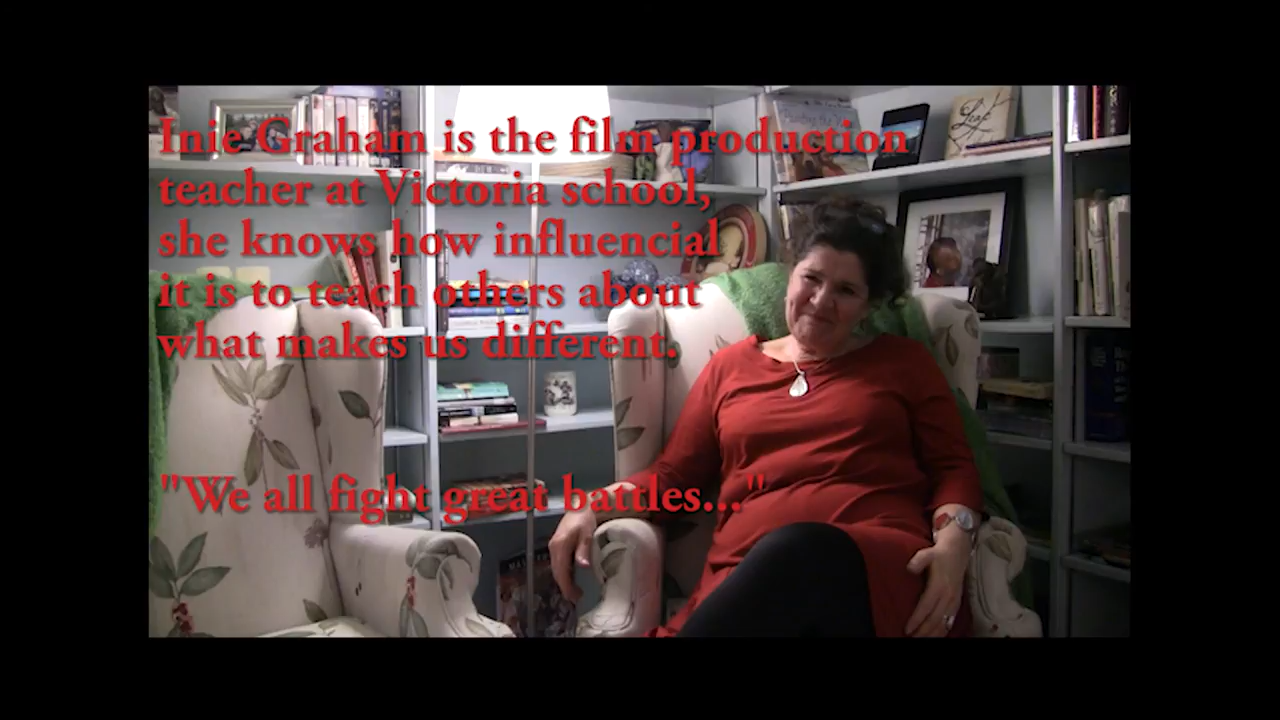 Inie Graham is the film production
teacher at Victoria school,
she knows how influencial
it is to teach others about
what makes us different.
"We all fight great battles..."
Leaf